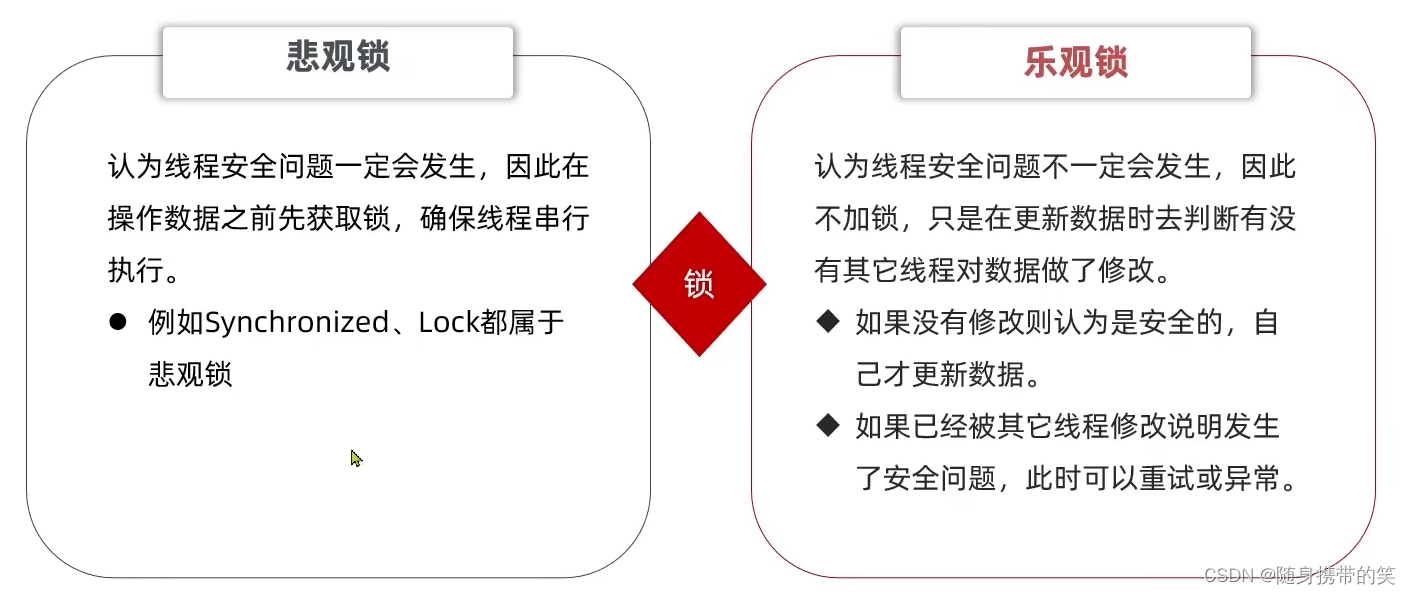 悲观锁
认为线程安全问题一定会发生，因此在
操作数据之前先获取锁，确保线程串行
执行。
● 例如Synchronized、Lock都属于
悲观锁
锁
乐观锁
认为线程安全问题不一定会发生，因此
不加锁，只是在更新数据时去判断有没
有其它线程对数据做了修改。
◆ 如果没有修改则认为是安全的，自
己才更新数据。
◆ 如果已经被其它线程修改说明发生
了安全问题，此时可以重试或异常。
CSDN @随身携带的笑